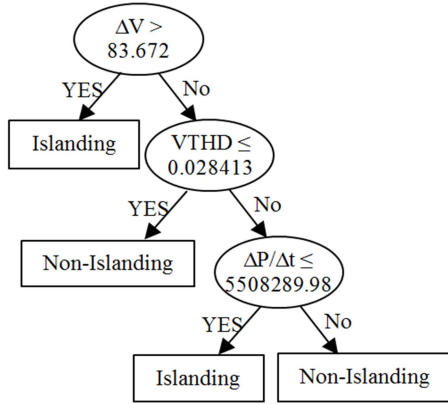 ΔV >
83.672
YES
No
Islanding
VTHD ≤
0.028413
YES
No
Non-Islanding
ΔP/Δt ≤
5508289.98
YES
No
Islanding
Non-Islanding